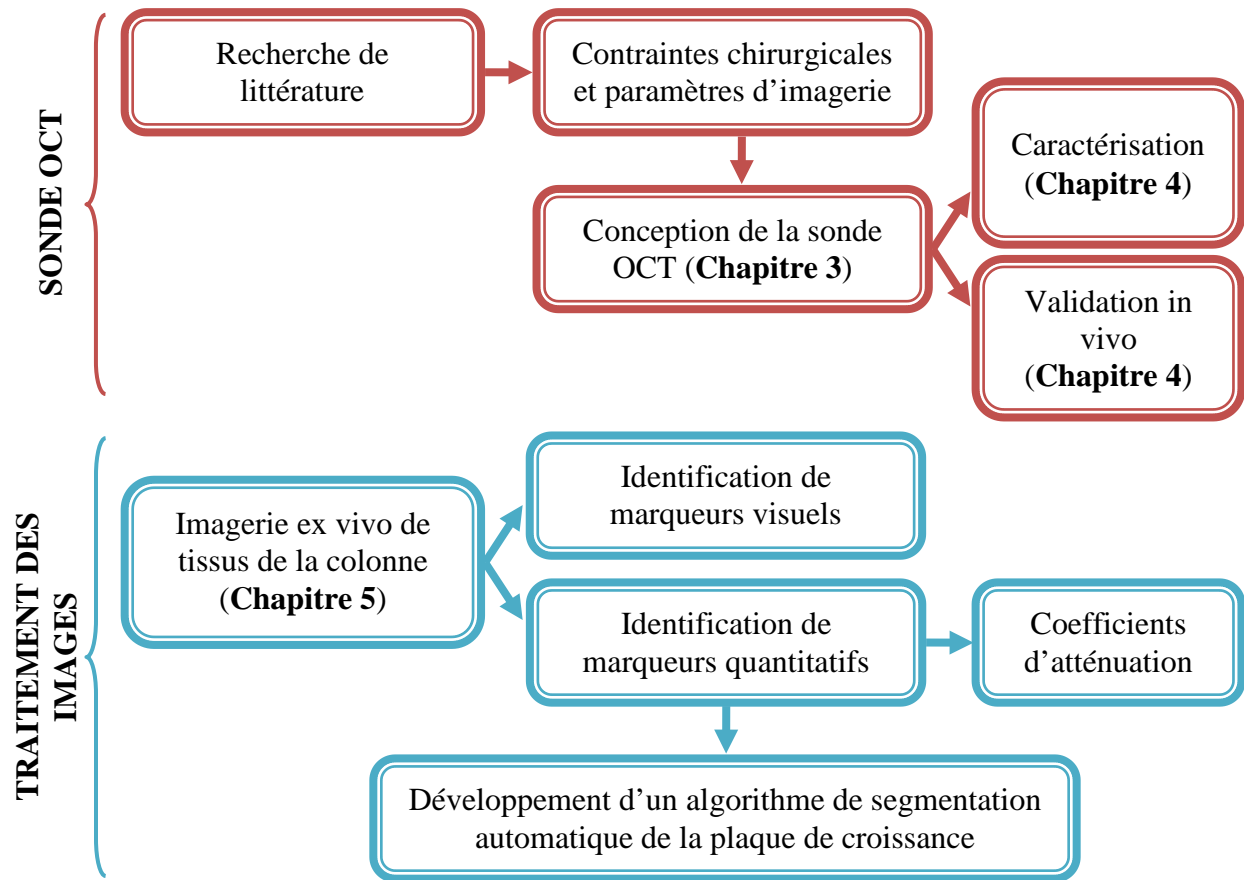 SONDE OCT
Recherche de
littérature
Contraintes chirurgicales
et paramètres d’imagerie
Conception de la sonde
OCT (Chapitre 3)
Caractérisation
(Chapitre 4)
Validation in
vivo
(Chapitre 4)
TRAITEMENT DES
IMAGES
Imagerie ex vivo de
tissus de la colonne
(Chapitre 5)
Identification de
marqueurs visuels
Identification de
marqueurs quantitatifs
Coefficients
d’atténuation
Développement d’un algorithme de segmentation
automatique de la plaque de croissance